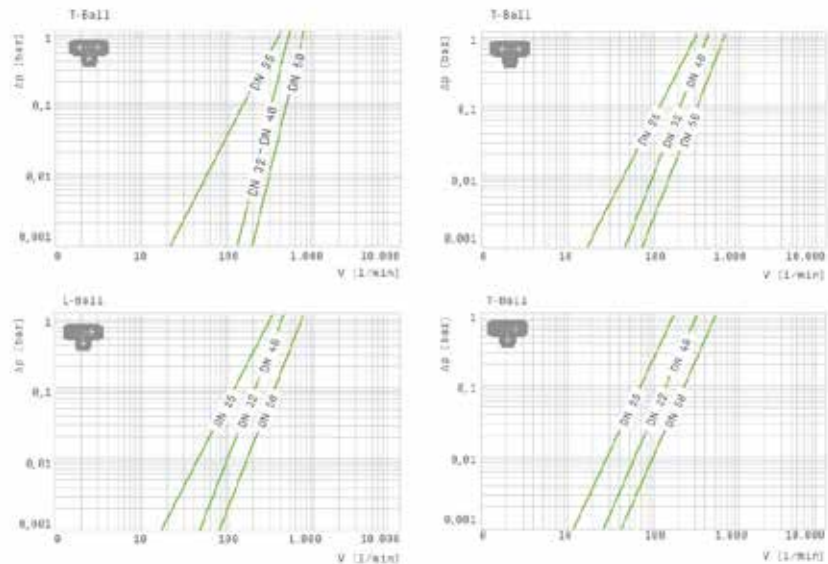 T-Ball
Δp [bar]
1
0,1
0,01
0,001
DN 32 - DN 40
DN 50
0 10 100 1.000 10.000
V [l/min]
T-Ball
Δp [bar]
1
0,1
0,01
0,001
DN 32
DN 40
DN 50
0 10 100 1.000 10.000
V [l/min]
L-Ball
Δp [bar]
1
0,1
0,01
0,001
DN 25
DN 32
DN 40
DN 50
0 10 100 1.000 10.000
V [l/min]
T-Ball
Δp [bar]
1
0,1
0,01
0,001
DN 25
DN 32
DN 40
DN 50
0 10 100 1.000 10.000
V [l/min]